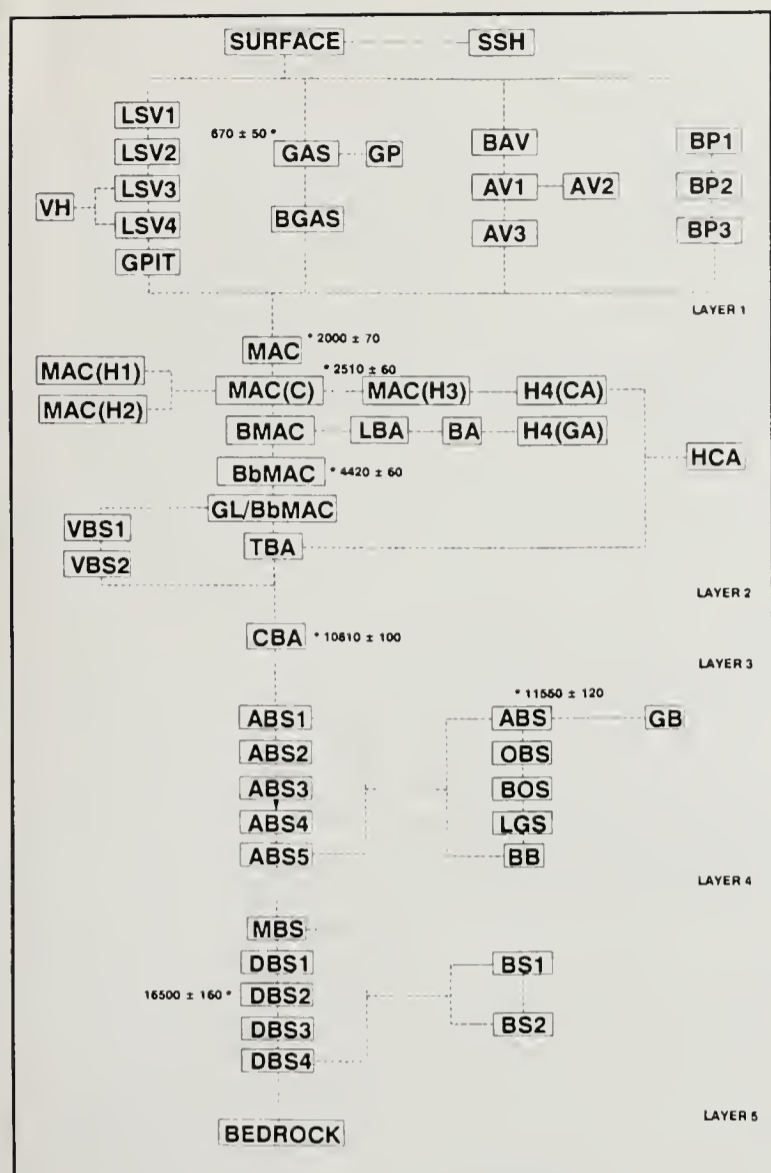 SURFACE SSH
LSV1
LSV2
LSV3
LSV4
GPIT
VH
670 ± 50 *
GAS GP
BGAS
BAV
AV1 AV2
AV3
BP1
BP2
BP3
LAYER 1
MAC * 2000 ± 70
* 2510 ± 60
MAC(H1)
MAC(H2)
MAC(C) MAC(H3) H4(CA)
BMAC LBA BA H4(GA)
HCA
BbMAC * 4420 ± 60
GL/BbMAC
VBS1
VBS2
TBA
LAYER 2
CBA * 10810 ± 100
LAYER 3
* 11550 ± 120
ABS1
ABS2
ABS3
ABS4
ABS5
ABS GB
OBS
BOS
LGS
BB
LAYER 4
MBS
DBS1
16500 ± 160 * DBS2
DBS3
DBS4
BS1
BS2
LAYER 5
BEDROCK